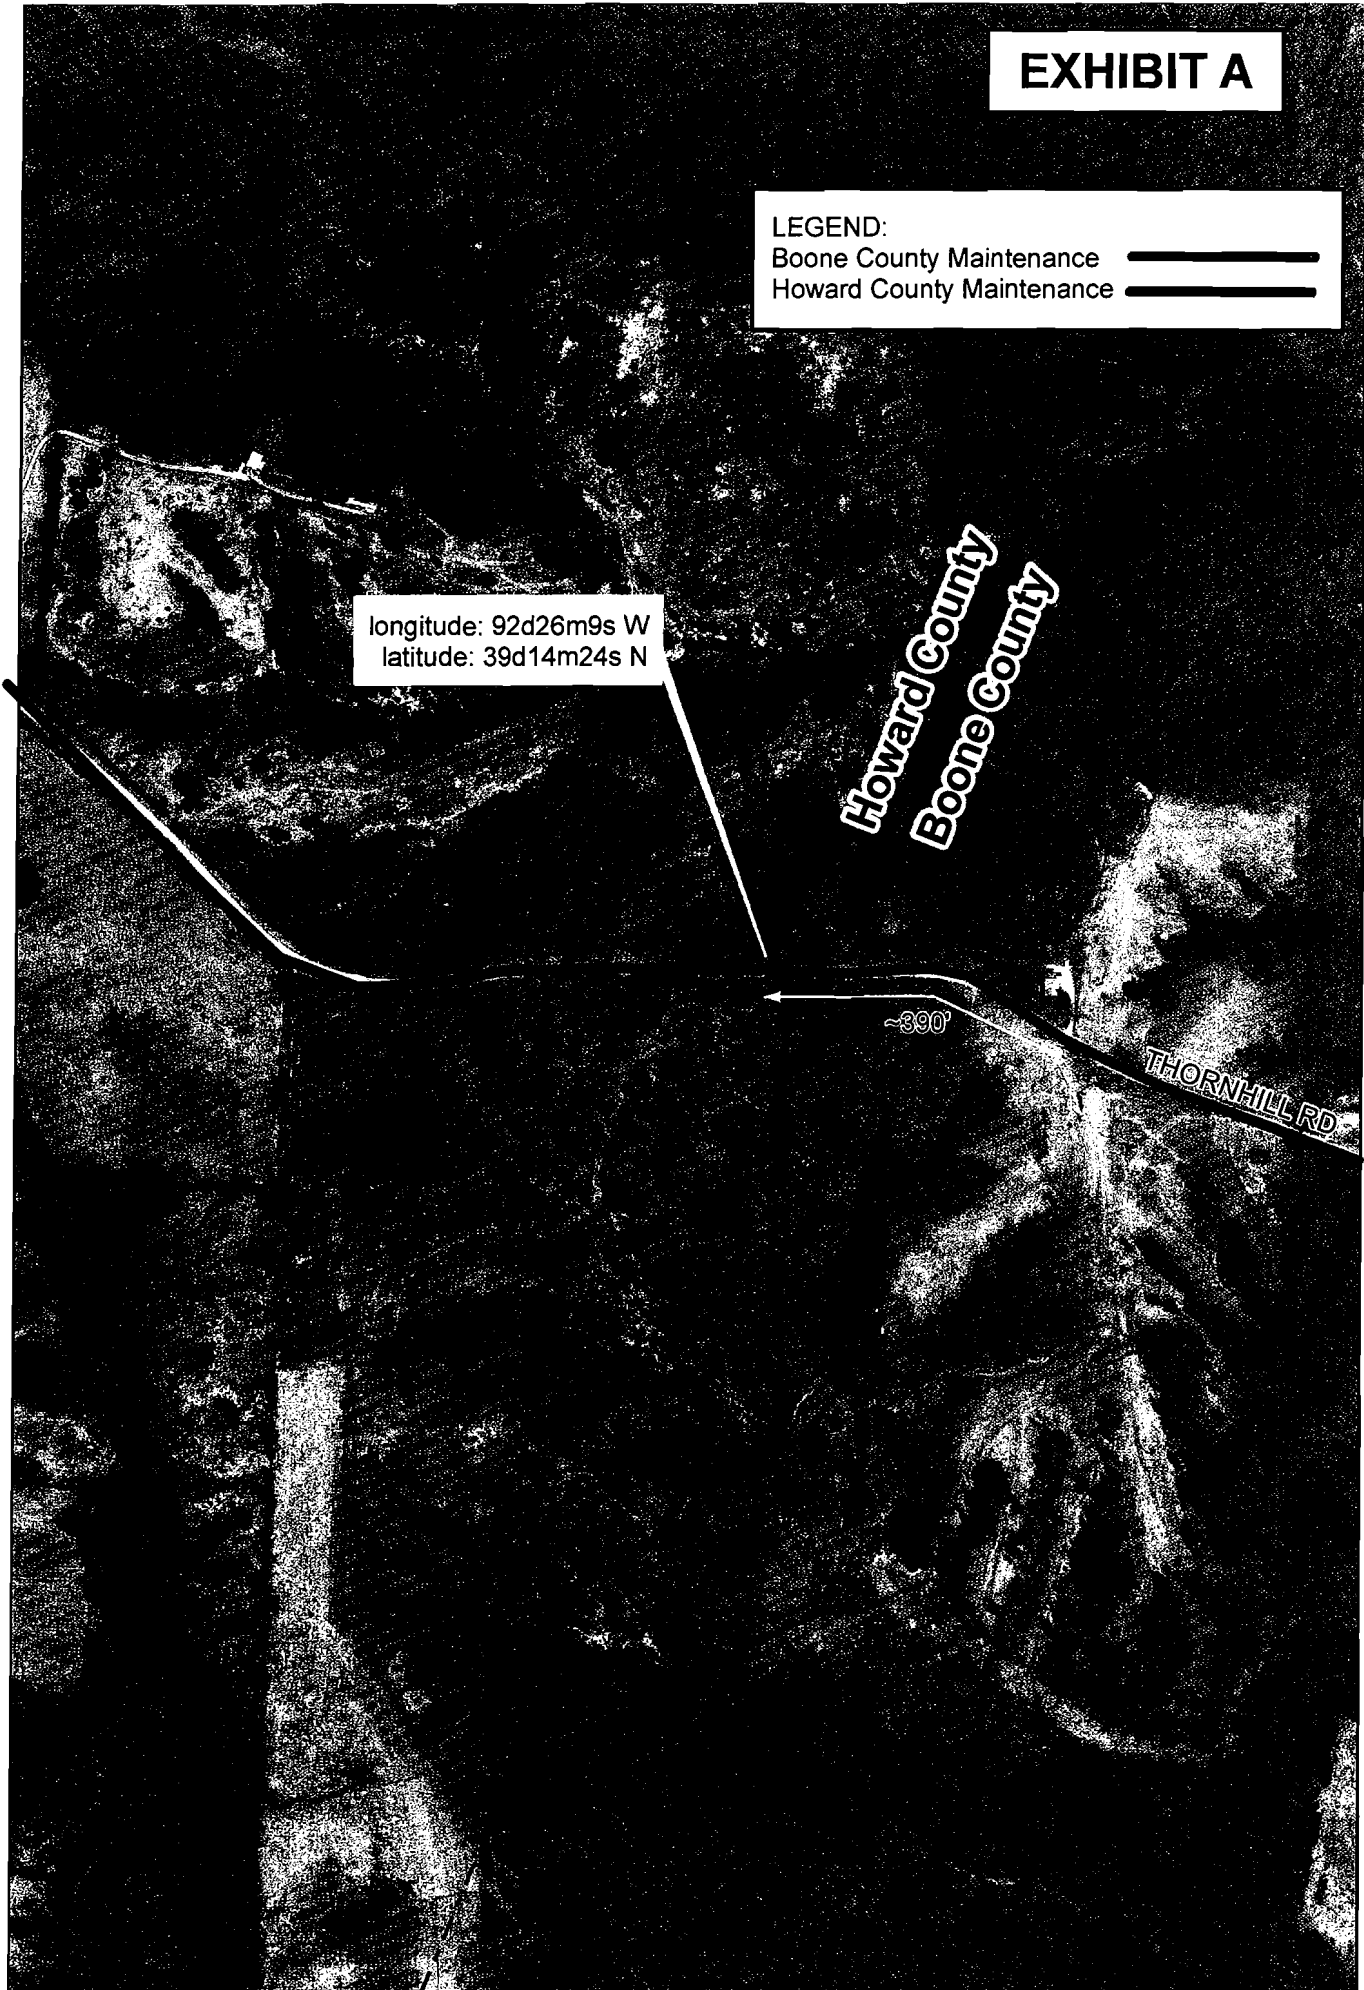 EXHIBIT A
LEGEND:
Boone County Maintenance
Howard County Maintenance
longitude: 92d26m9s W
latitude: 39d14m24s N
Howard County
Boone County
~390'
THORNHILL RD